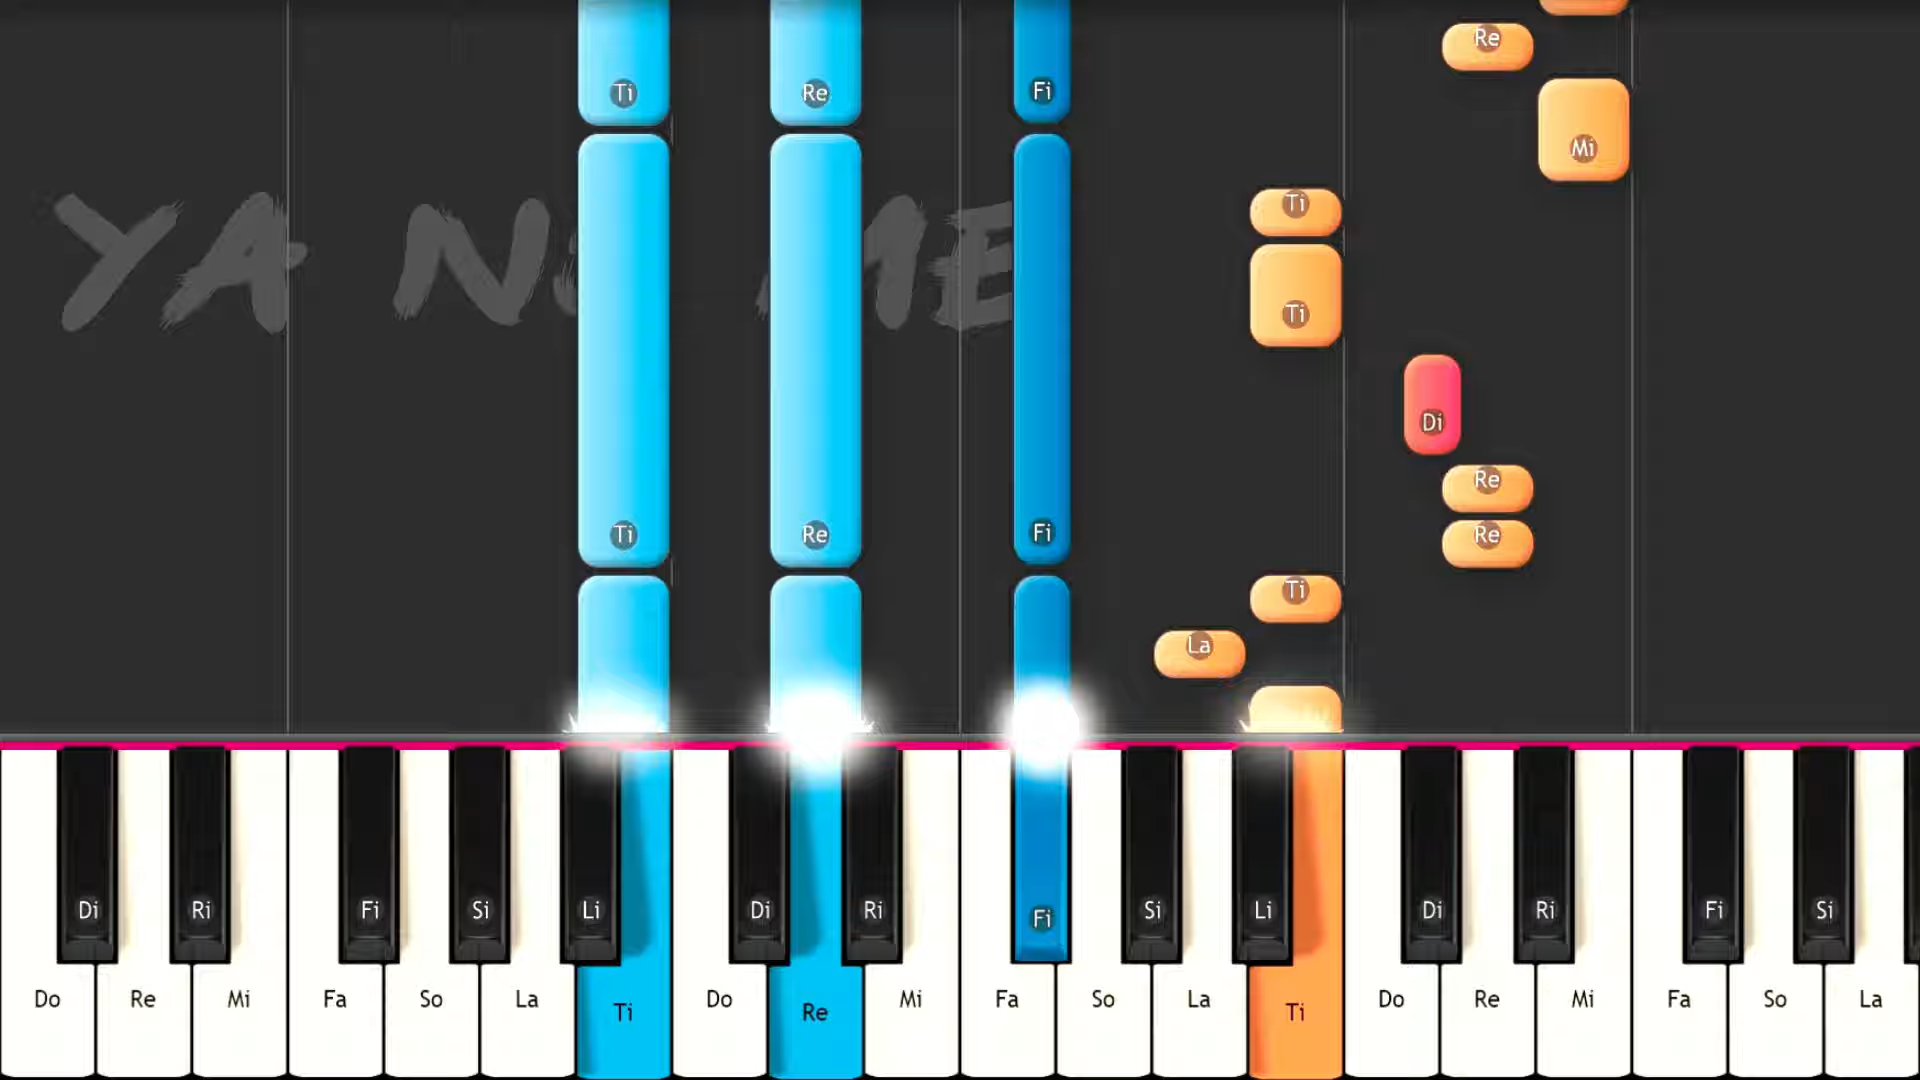 Re
Ti Re Fi
Mi
Ti
YA N ME
Ti
Di
Re
Ti Re Fi Re
Ti
La
Di Ri Fi Si Li Di Ri Fi Si Li Di Ri Fi Si
Do Re Mi Fa So La Ti Do Re Mi Fa So La Ti Do Re Mi Fa So La